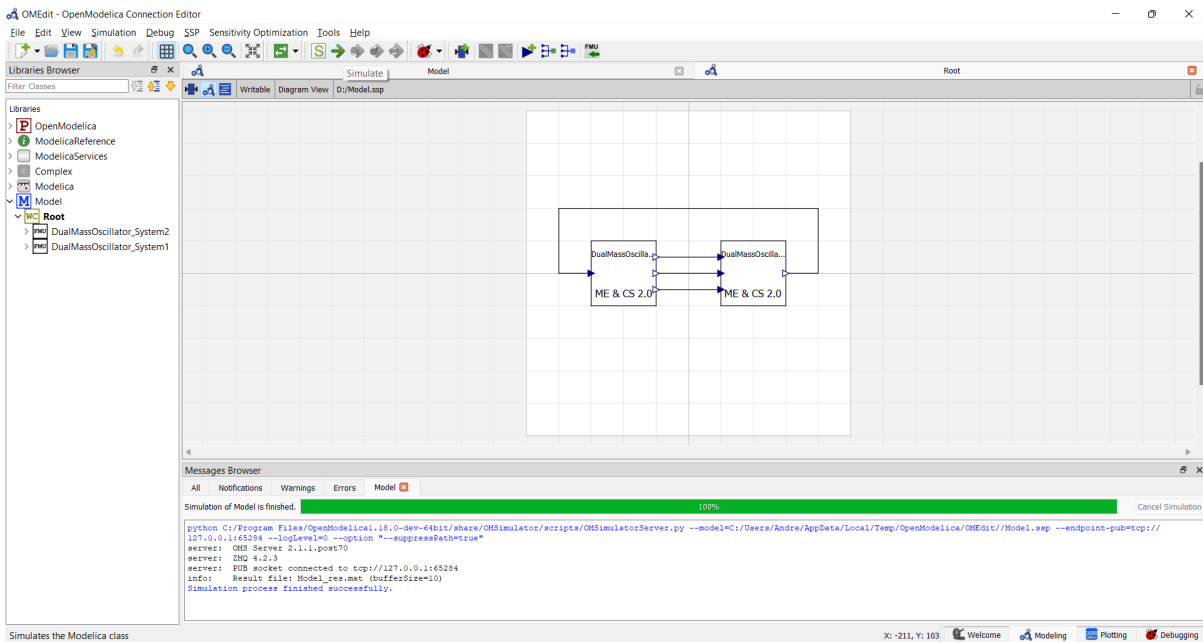 OMEdit - OpenModelica Connection Editor
File Edit View Simulation Debug SSP Sensitivity Optimization Tools Help
S FMU
Libraries Browser
Model
Root
Simulate
Filter Classes
Writable Diagram View D:/Model.ssp
Libraries
P OpenModelica
i ModelicaReference
ModelicaServices
C Complex
Modelica
M Model
WC Root
FMU DualMassOscillator_System2
FMU DualMassOscillator_System1
DualMassOscilla... DualMassOscilla...
ME & CS 2.0 ME & CS 2.0
Messages Browser
All Notifications Warnings Errors Model
Simulation of Model is finished. 100% Cancel Simulation
python C:/Program Files/OpenModelica1.18.0-dev-64bit/share/OMSimulator/scripts/OMSimulatorServer.py --model=C:/Users/Andre/AppData/Local/Temp/OpenModelica/OMEdit//Model.ssp --endpoint-pub=tcp://
127.0.0.1:65284 --logLevel=0 --option "--suppressPath=true"
server: OMS Server 2.1.1.post70
server: ZMQ 4.2.3
server: PUB socket connected to tcp://127.0.0.1:65284
info: Result file: Model_res.mat (bufferSize=10)
Simulation process finished successfully.
Simulates the Modelica class
X: -211, Y: 103 Welcome Modeling Plotting Debugging